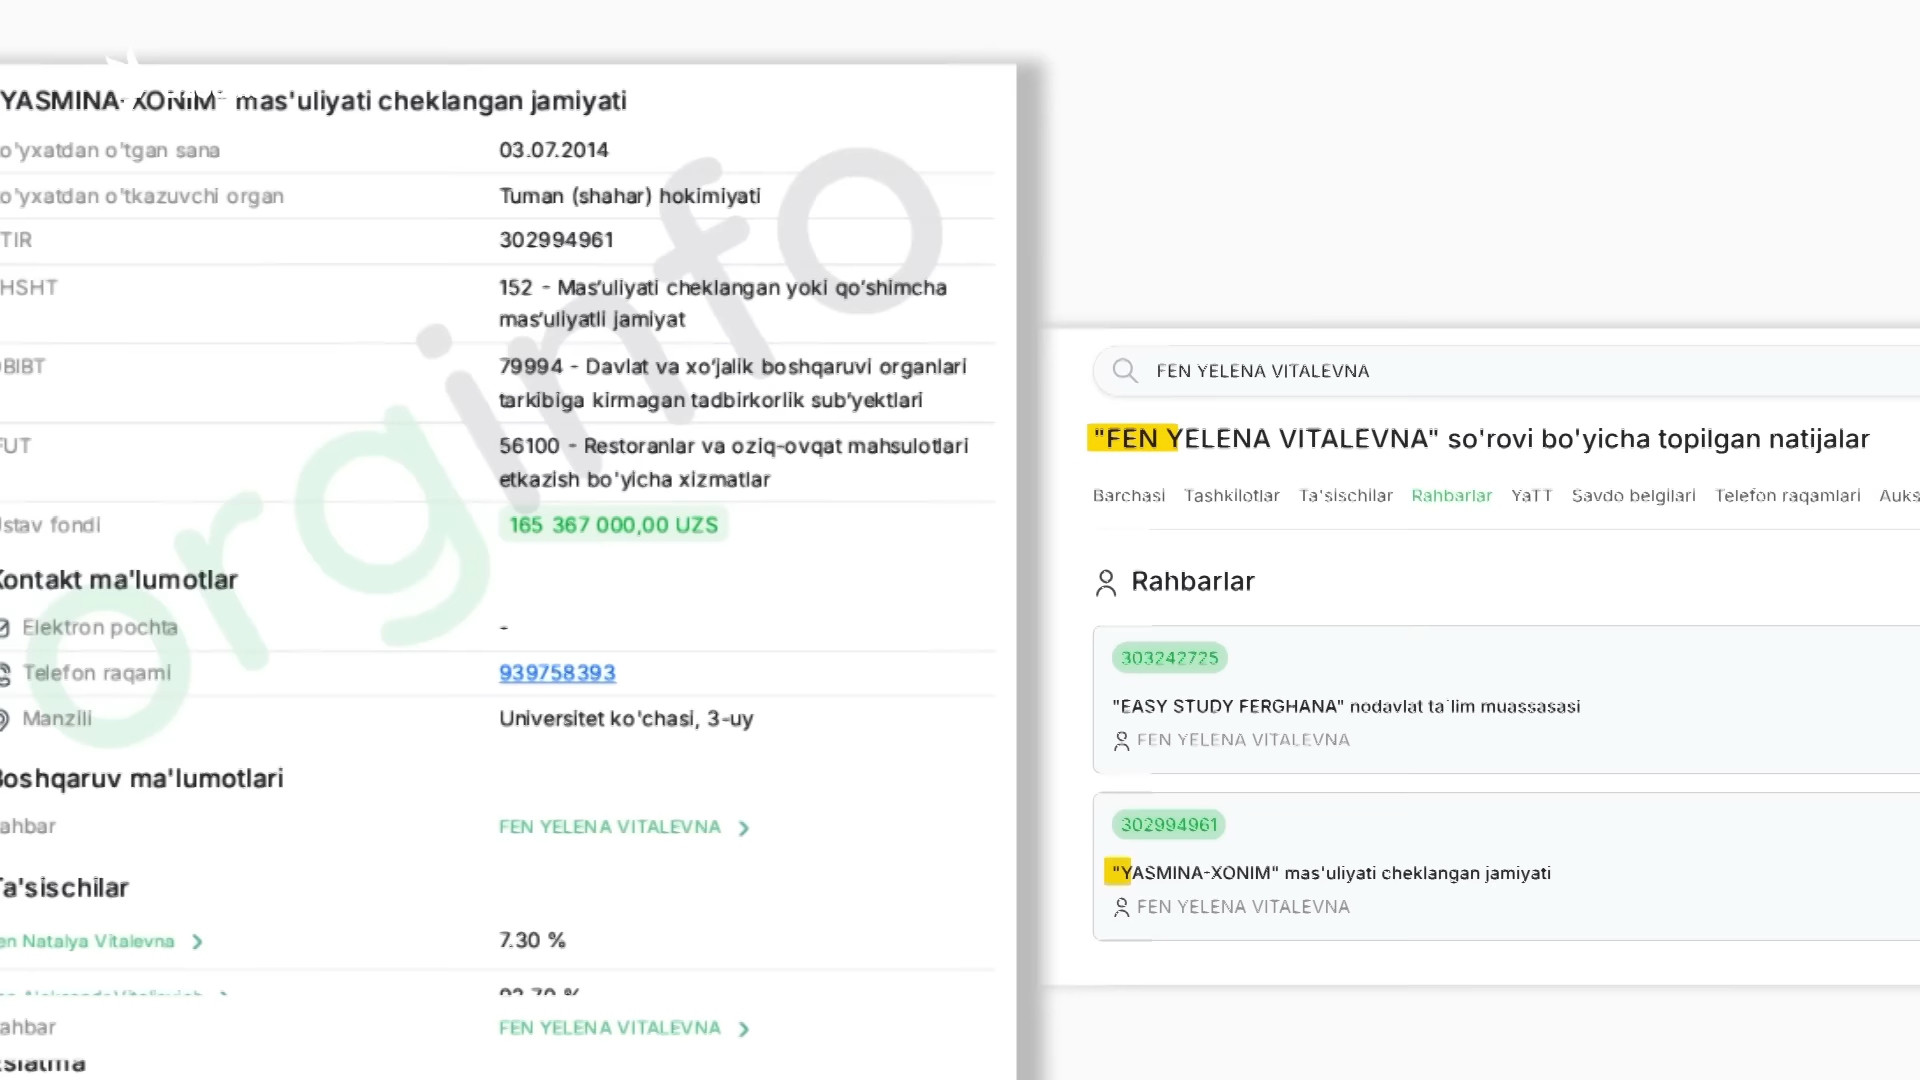 YASMINA-XONIM" mas'uliyati cheklangan jamiyati
o'yxatdan o'tgan sana 03.07.2014
o'yxatdan o'tkazuvchi organ Tuman (shahar) hokimiyati
TIR 302994961
HSHT 152 - Mas'uliyati cheklangan yoki qo'shimcha
mas'uliyatli jamiyat
BIBT 79994 - Davlat va xo'jalik boshqaruvi organlari
tarkibiga kirmagan tadbirkorlik sub'yektlari
FUT 56100 - Restoranlar va oziq-ovqat mahsulotlari
etkazish bo'yicha xizmatlar
stav fondi 165 367 000,00 UZS
Kontakt ma'lumotlar
Elektron pochta -
Telefon raqami 939758393
Manzili Universitet ko'chasi, 3-uy
Boshqaruv ma'lumotlari
ahbar FEN YELENA VITALEVNA
Ta'sischilar
en Natalya Vitalevna 7.30 %
ahbar FEN YELENA VITALEVNA
orginfo
FEN YELENA VITALEVNA
"FEN YELENA VITALEVNA" so'rovi bo'yicha topilgan natijalar
Barchasi Tashkilotlar Ta'sischilar Rahbarlar YaTT Savdo belgilari Telefon raqamlari Auks
Rahbarlar
303242725
"EASY STUDY FERGHANA" nodavlat ta'lim muassasasi
FEN YELENA VITALEVNA
302994961
"YASMINA-XONIM" mas'uliyati cheklangan jamiyati
FEN YELENA VITALEVNA